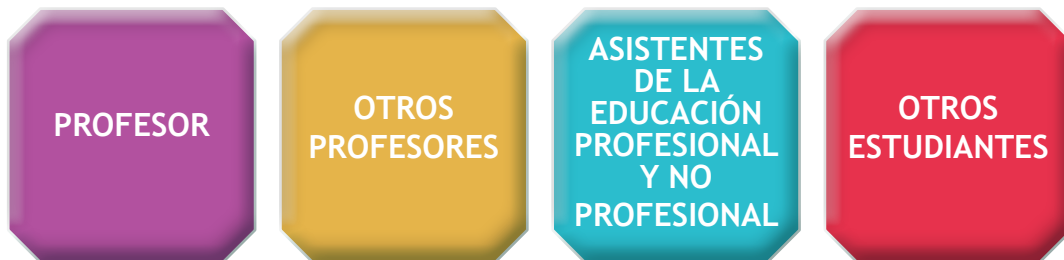 PROFESOR
OTROS
PROFESORES
ASISTENTES
DE LA
EDUCACIÓN
PROFESIONAL
Y NO
PROFESIONAL
OTROS
ESTUDIANTES